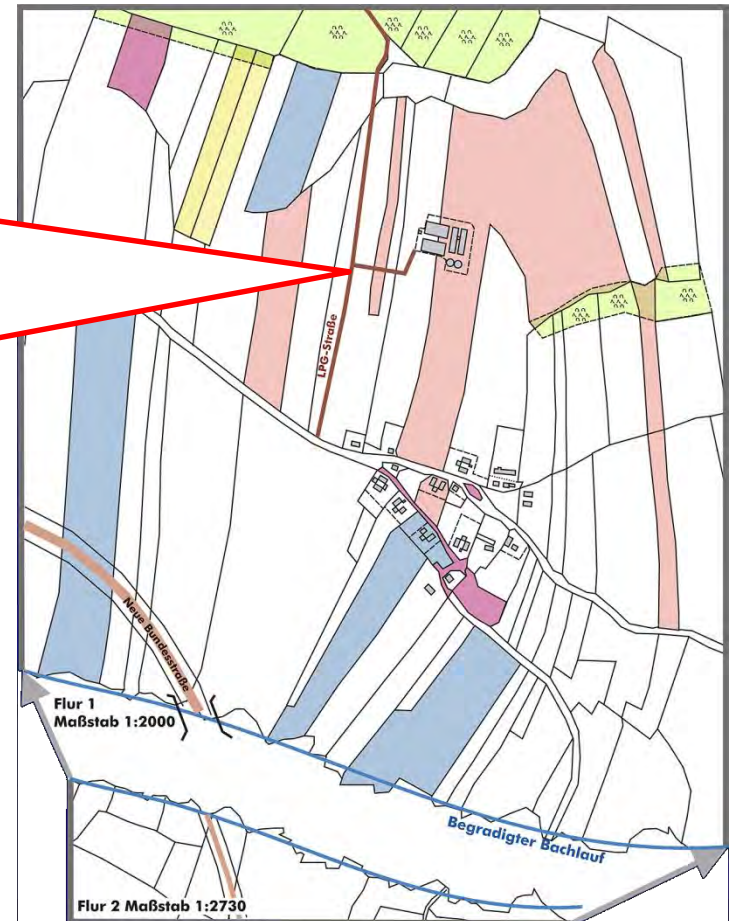 LPG-Straße
Neue Bundesstraße
Flur 1
Maßstab 1:2000
Begradigter Bachlauf
Flur 2 Maßstab 1:2730